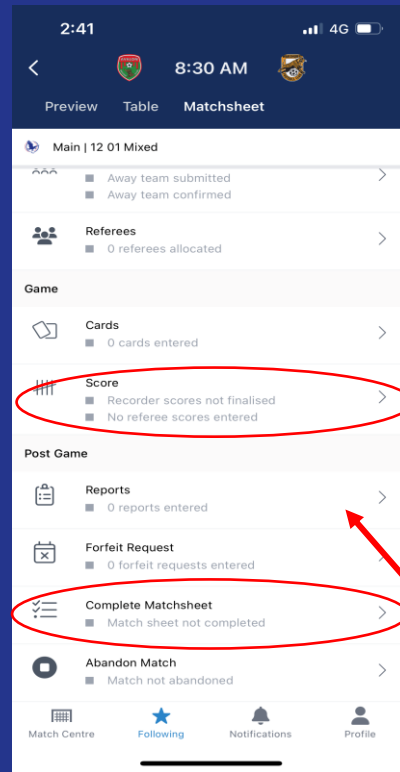 2:41
4G
8:30 AM
Preview Table Matchsheet
Main | 12 01 Mixed
Away team submitted
Away team confirmed
Referees
0 referees allocated
Game
Cards
0 cards entered
Score
Recorder scores not finalised
No referee scores entered
Post Game
Reports
0 reports entered
Forfeit Request
0 forfeit requests entered
Complete Matchsheet
Match sheet not completed
Abandon Match
Match not abandoned
Match Centre Following Notifications Profile